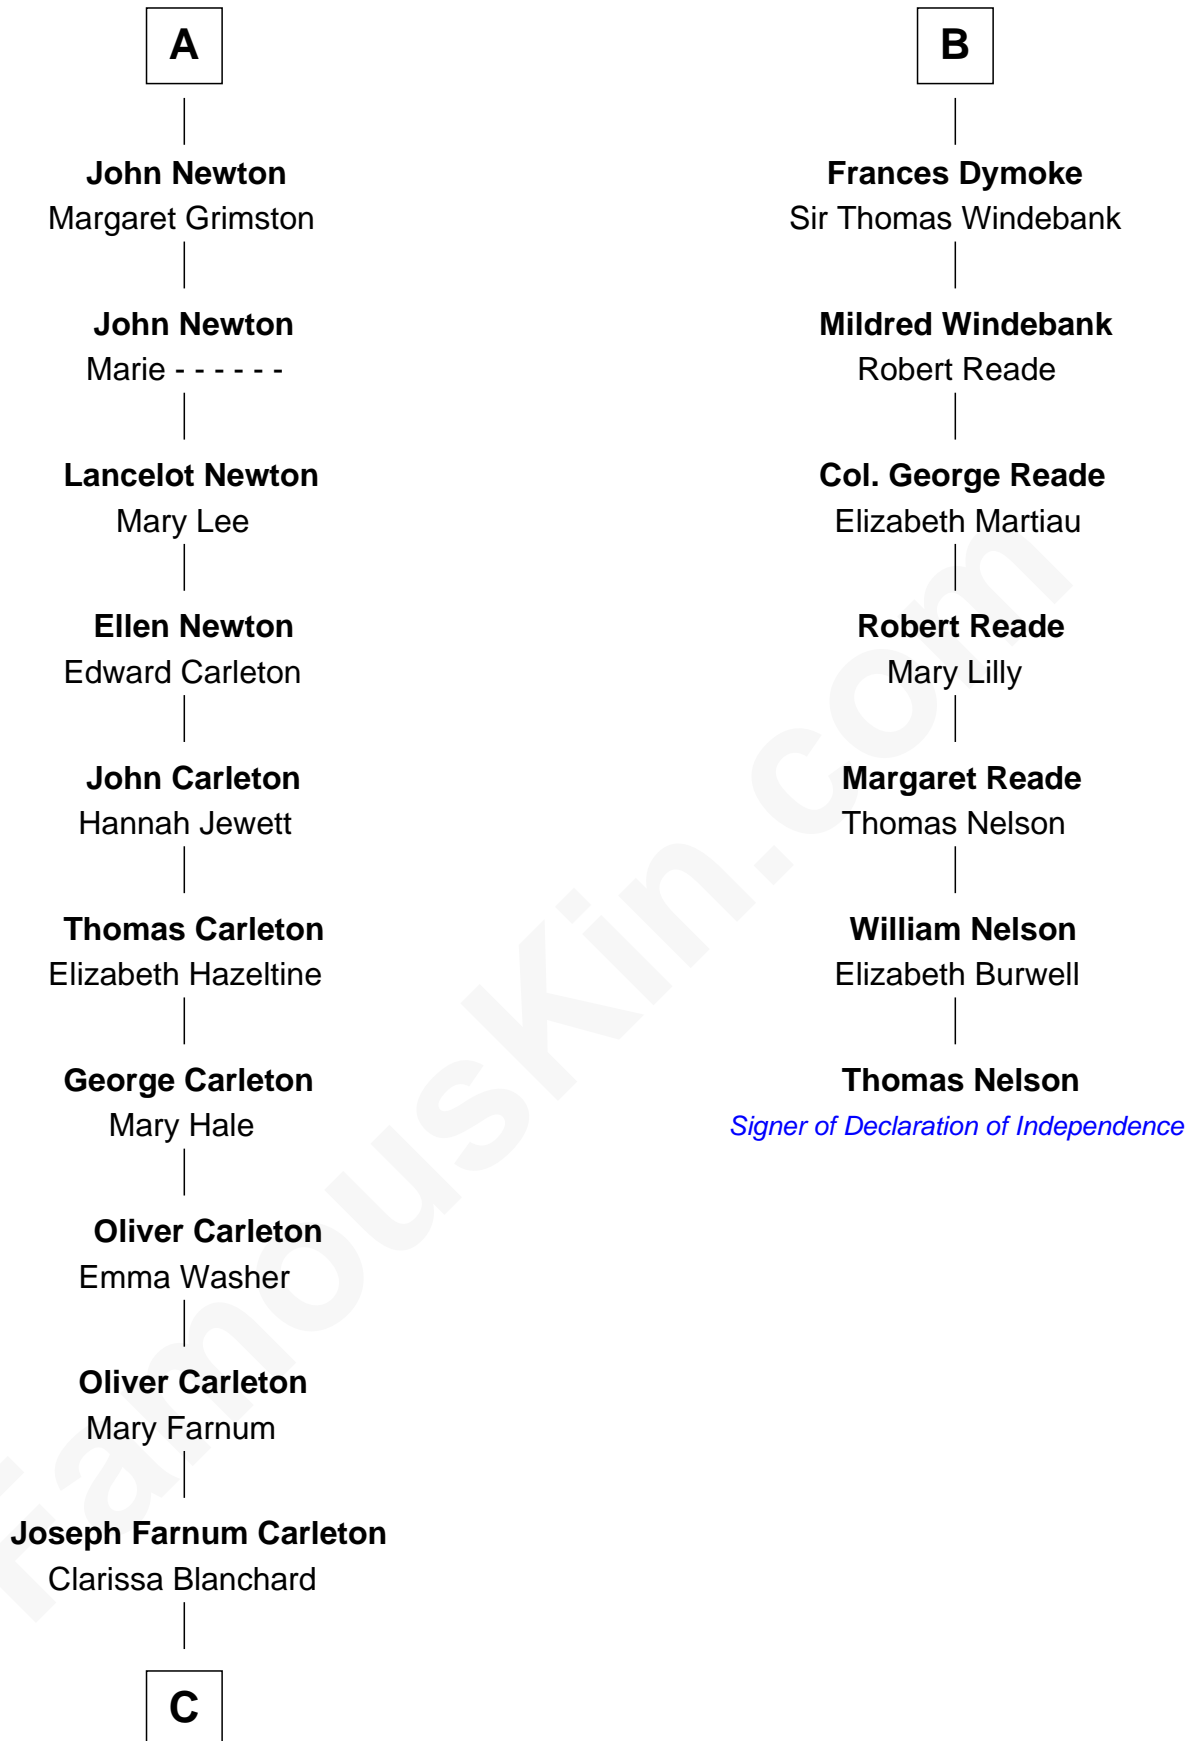 A
John Newton
Margaret Grimston
John Newton
Marie - - - - - -
Lancelot Newton
Mary Lee
Ellen Newton
Edward Carleton
John Carleton
Hannah Jewett
Thomas Carleton
Elizabeth Hazeltine
George Carleton
Mary Hale
Oliver Carleton
Emma Washer
Oliver Carleton
Mary Farnum
Joseph Farnum Carleton
Clarissa Blanchard
C
B
Frances Dymoke
Sir Thomas Windebank
Mildred Windebank
Robert Reade
Col. George Reade
Elizabeth Martiau
Robert Reade
Mary Lilly
Margaret Reade
Thomas Nelson
William Nelson
Elizabeth Burwell
Thomas Nelson
Signer of Declaration of Independence
FamousKin.com